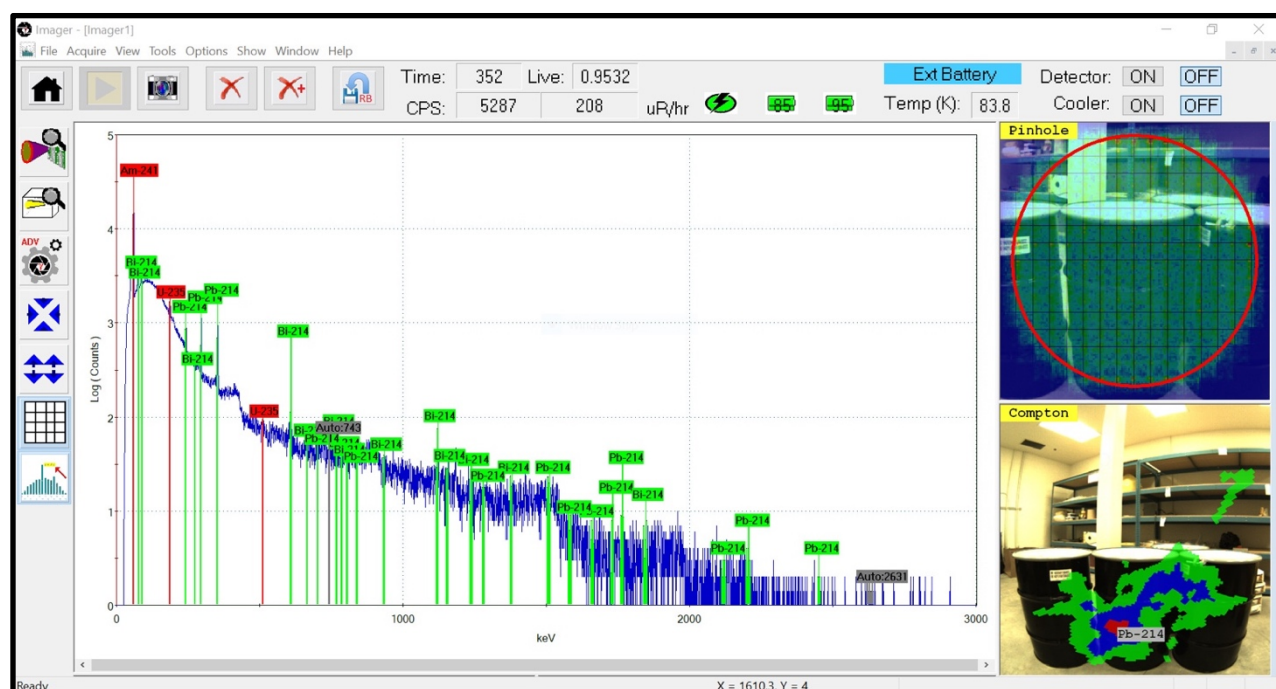 Imager - [Imager1]
File Acquire View Tools Options Show Window Help
Time: 352 Live: 0.9532
Ext Battery
Detector: ON OFF
CPS: 5287 208 uR/hr
85 95
Temp (K): 83.8
Cooler: ON OFF
RB
ADV
5
4
3
2
1
0
Log ( Counts )
Am-241
Bi-214
Bi-214
U-235
Pb-214
Pb-214
Pb-214
Bi-214
Bi-214
U-235
Bi-214
Auto:743
Pb-214
Pb-214
Bi-214
Bi-214
Bi-214
Pb-214
Bi-214
Pb-214
Pb-214
Pb-214
Pb-214
Bi-214
Pb-214
Pb-214
Pb-214
Auto:2631
0 1000 2000 3000
keV
Pinhole
Compton
Pb-214
Ready
X = 1610.3, Y = 4